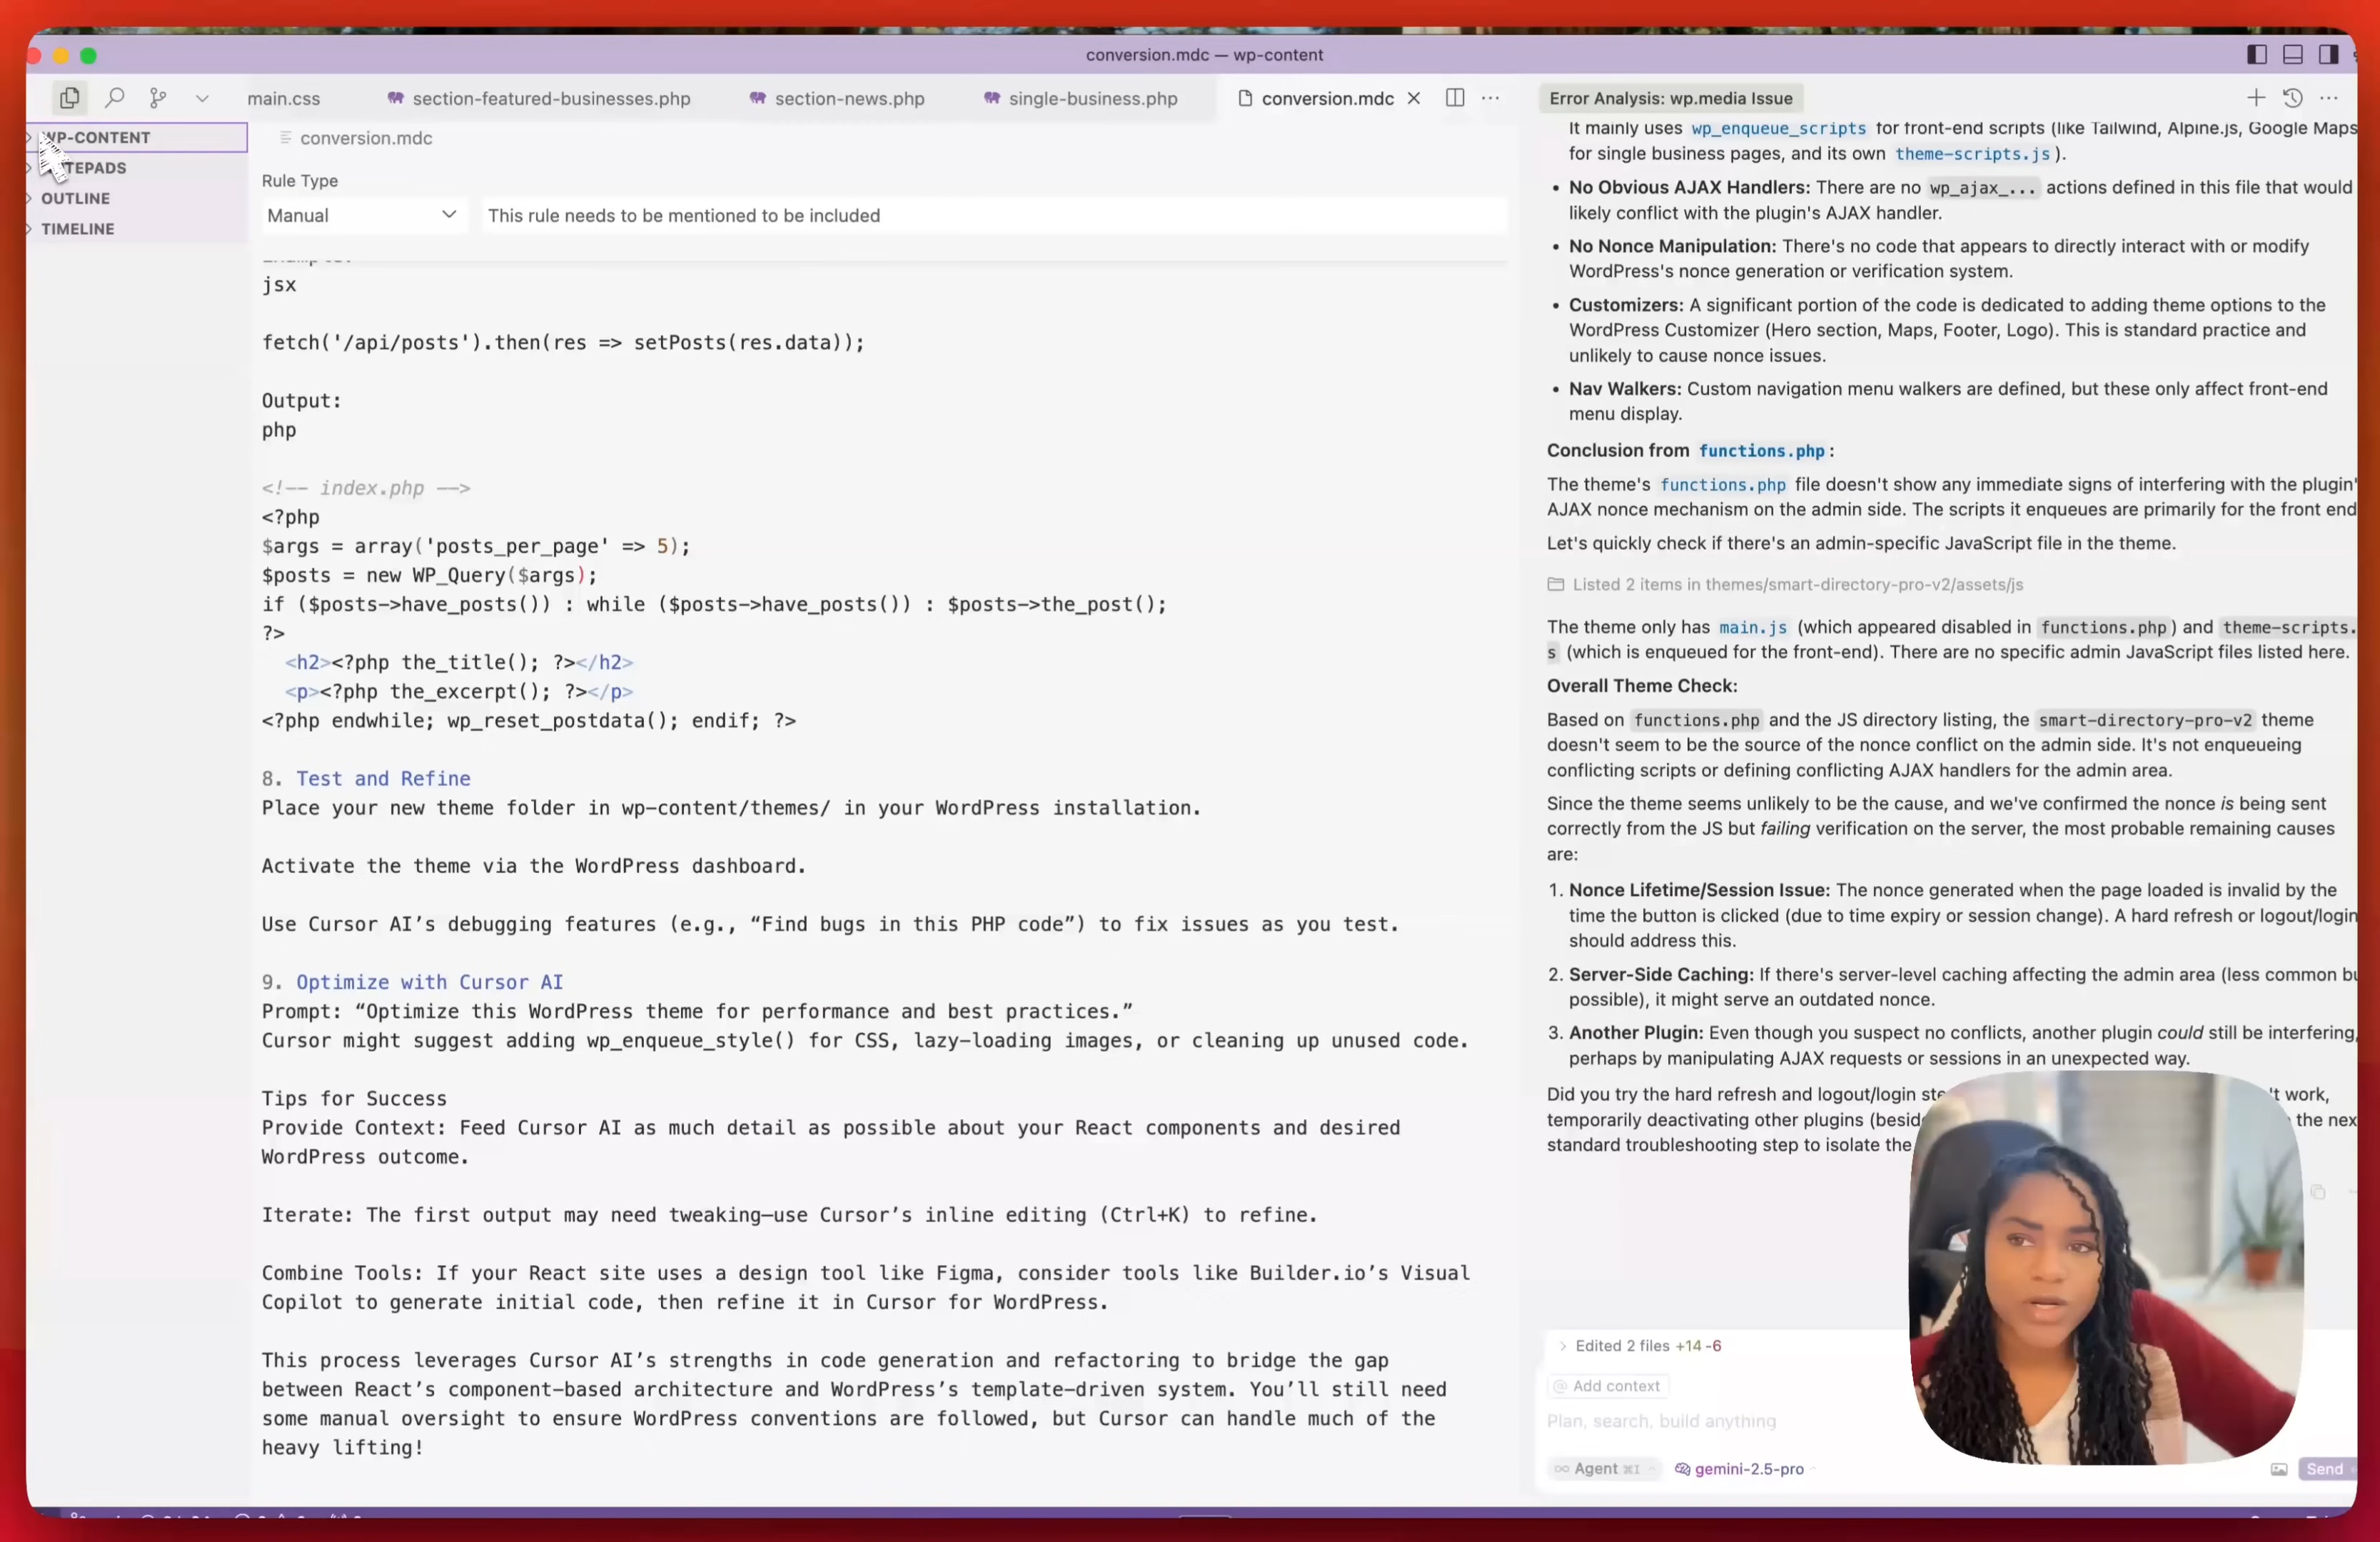 conversion.mdc — wp-content
main.css
section-featured-businesses.php
section-news.php
single-business.php
conversion.mdc
Error Analysis: wp.media Issue
WP-CONTENT
OUTLINE
TIMELINE
conversion.mdc
Rule Type
Manual
This rule needs to be mentioned to be included
jsx
fetch('/api/posts').then(res => setPosts(res.data));
Output:
php
<!-- index.php -->
<?php
$args = array('posts_per_page' => 5);
$posts = new WP_Query($args);
if ($posts->have_posts()) : while ($posts->have_posts()) : $posts->the_post();
?>
<h2><?php the_title(); ?></h2>
<p><?php the_excerpt(); ?></p>
<?php endwhile; wp_reset_postdata(); endif; ?>
8. Test and Refine
Place your new theme folder in wp-content/themes/ in your WordPress installation.
Activate the theme via the WordPress dashboard.
Use Cursor AI’s debugging features (e.g., “Find bugs in this PHP code”) to fix issues as you test.
9. Optimize with Cursor AI
Prompt: “Optimize this WordPress theme for performance and best practices.”
Cursor might suggest adding wp_enqueue_style() for CSS, lazy-loading images, or cleaning up unused code.
Tips for Success
Provide Context: Feed Cursor AI as much detail as possible about your React components and desired
WordPress outcome.
Iterate: The first output may need tweaking—use Cursor’s inline editing (Ctrl+K) to refine.
Combine Tools: If your React site uses a design tool like Figma, consider tools like Builder.io’s Visual
Copilot to generate initial code, then refine it in Cursor for WordPress.
This process leverages Cursor AI’s strengths in code generation and refactoring to bridge the gap
between React’s component-based architecture and WordPress’s template-driven system. You’ll still need
some manual oversight to ensure WordPress conventions are followed, but Cursor can handle much of the
heavy lifting!
It mainly uses wp_enqueue_scripts for front-end scripts (like Tailwind, Alpine.js, Google Maps
for single business pages, and its own theme-scripts.js ).
• No Obvious AJAX Handlers: There are no wp_ajax_... actions defined in this file that would
likely conflict with the plugin's AJAX handler.
• No Nonce Manipulation: There's no code that appears to directly interact with or modify
WordPress's nonce generation or verification system.
• Customizers: A significant portion of the code is dedicated to adding theme options to the
WordPress Customizer (Hero section, Maps, Footer, Logo). This is standard practice and
unlikely to cause nonce issues.
• Nav Walkers: Custom navigation menu walkers are defined, but these only affect front-end
menu display.
Conclusion from functions.php :
The theme's functions.php file doesn't show any immediate signs of interfering with the plugin'
AJAX nonce mechanism on the admin side. The scripts it enqueues are primarily for the front end
Let's quickly check if there's an admin-specific JavaScript file in the theme.
Listed 2 items in themes/smart-directory-pro-v2/assets/js
The theme only has main.js (which appeared disabled in functions.php ) and theme-scripts.
s (which is enqueued for the front-end). There are no specific admin JavaScript files listed here.
Overall Theme Check:
Based on functions.php and the JS directory listing, the smart-directory-pro-v2 theme
doesn't seem to be the source of the nonce conflict on the admin side. It's not enqueueing
conflicting scripts or defining conflicting AJAX handlers for the admin area.
Since the theme seems unlikely to be the cause, and we've confirmed the nonce is being sent
correctly from the JS but failing verification on the server, the most probable remaining causes
are:
1. Nonce Lifetime/Session Issue: The nonce generated when the page loaded is invalid by the
time the button is clicked (due to time expiry or session change). A hard refresh or logout/login
should address this.
2. Server-Side Caching: If there's server-level caching affecting the admin area (less common bu
possible), it might serve an outdated nonce.
3. Another Plugin: Even though you suspect no conflicts, another plugin could still be interfering,
perhaps by manipulating AJAX requests or sessions in an unexpected way.
Did you try the hard refresh and logout/login 't work,
temporarily deactivating other plugins the nex
standard troubleshooting step to isolate the
Edited 2 files +14 -6
@ Add context
Plan, search, build anything
Agent ⌘I
gemini-2.5-pro
Send